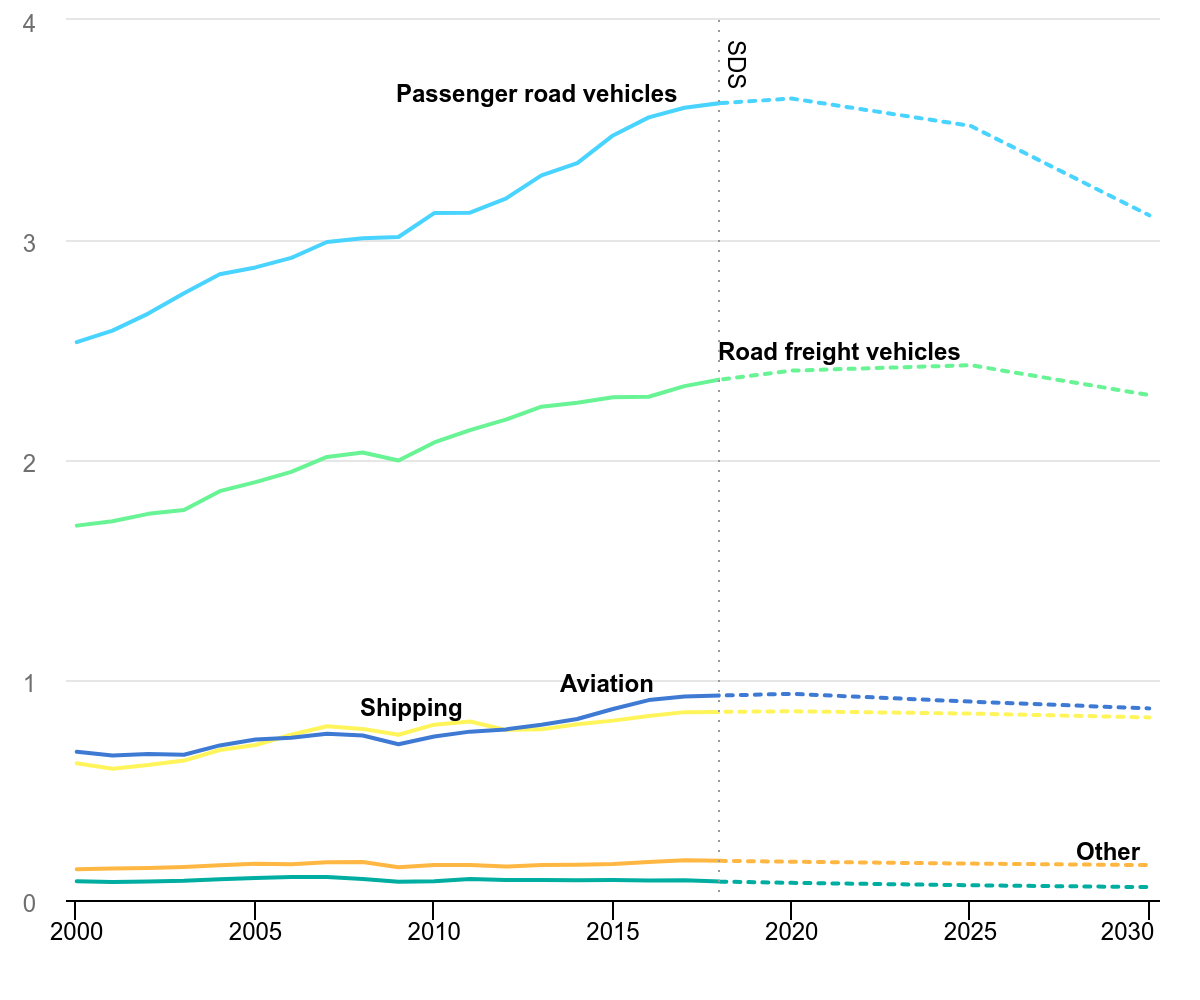 4
SDS
Passenger road vehicles
3
Road freight vehicles
2
1
Aviation
Shipping
Other
0
2000 2005 2010 2015 2020 2025 2030